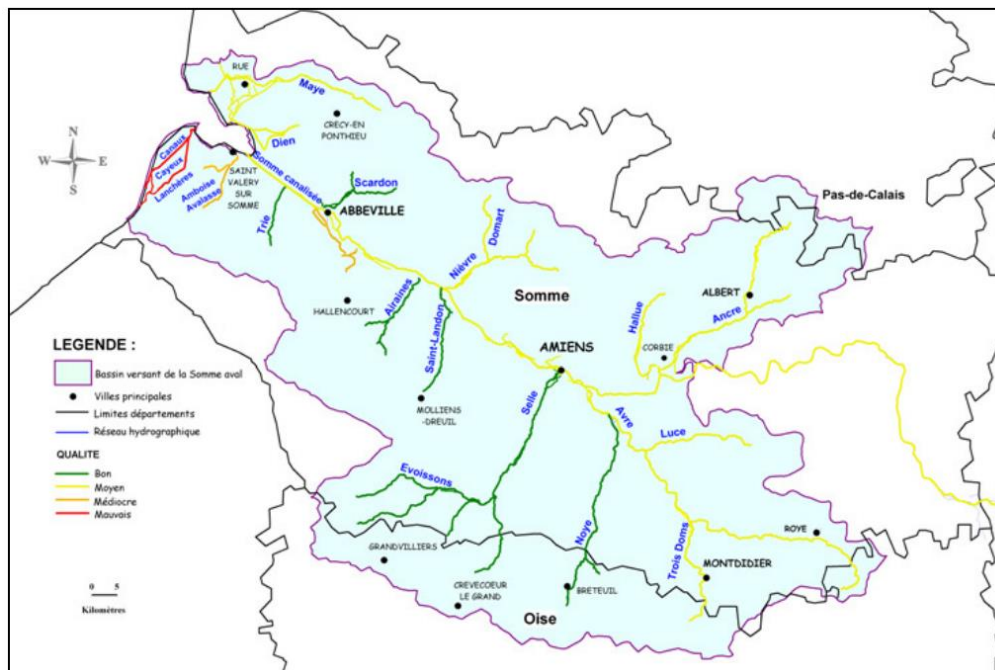 RUE
Maye
CRECY-EN
PONTHIEU
Dien
N
W E
S
Canaux
Cayeux
Lanchères
Amboise
Avalasse
SAINT
VALERY
SUR
SOMME
Somme canalisée
Scardon
ABBEVILLE
Trie
Pas-de-Calais
Domart
Nièvre
Somme
HALLENCOURT
Airaines
Saint-Landon
Hallue
ALBERT
Ancre
CORBIE
AMIENS
MOLLIENS
-DREUIL
Selle
Avre
Luce
Evoissons
Noye
Trois Doms
ROYE
MONTDIDIER
GRANDVILLIERS
CREVECOEUR
LE GRAND
BRETEUIL
Oise
LEGENDE :
Bassin versant de la Somme aval
Villes principales
Limites départements
Réseau hydrographique
QUALITE
Bon
Moyen
Médiocre
Mauvais
0 5
Kilomètres